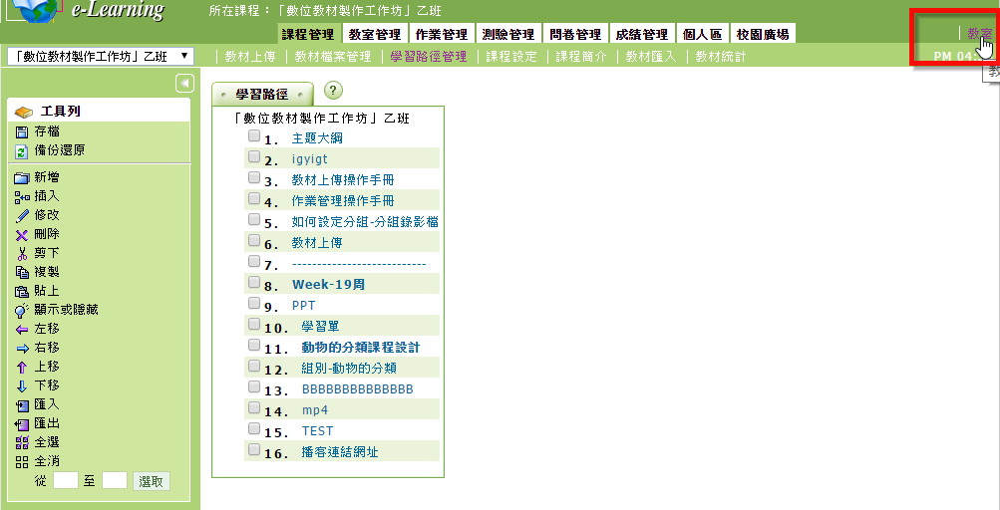 e-Learning
所在課程：「數位教材製作工作坊」乙班
課程管理 教室管理 作業管理 測驗管理 問卷管理 成績管理 個人區 校園廣場
| 教室
「數位教材製作工作坊」乙班 ▼
| 教材上傳 | 教材檔案管理 | 學習路徑管理 | 課程設定 | 課程簡介 | 教材匯入 | 教材統計
PM 04:
教
工具列
存檔
備份還原
新增
插入
修改
刪除
剪下
複製
貼上
顯示或隱藏
左移
右移
上移
下移
匯入
匯出
全選
全消
從 至 選取
學習路徑 ?
「數位教材製作工作坊」乙班
1. 主題大綱
2. igyigt
3. 教材上傳操作手冊
4. 作業管理操作手冊
5. 如何設定分組-分組錄影檔
6. 教材上傳
7. ---------------------------
8. Week-19周
9. PPT
10. 學習單
11. 動物的分類課程設計
12. 組別-動物的分類
13. BBBBBBBBBBBBBB
14. mp4
15. TEST
16. 播客連結網址